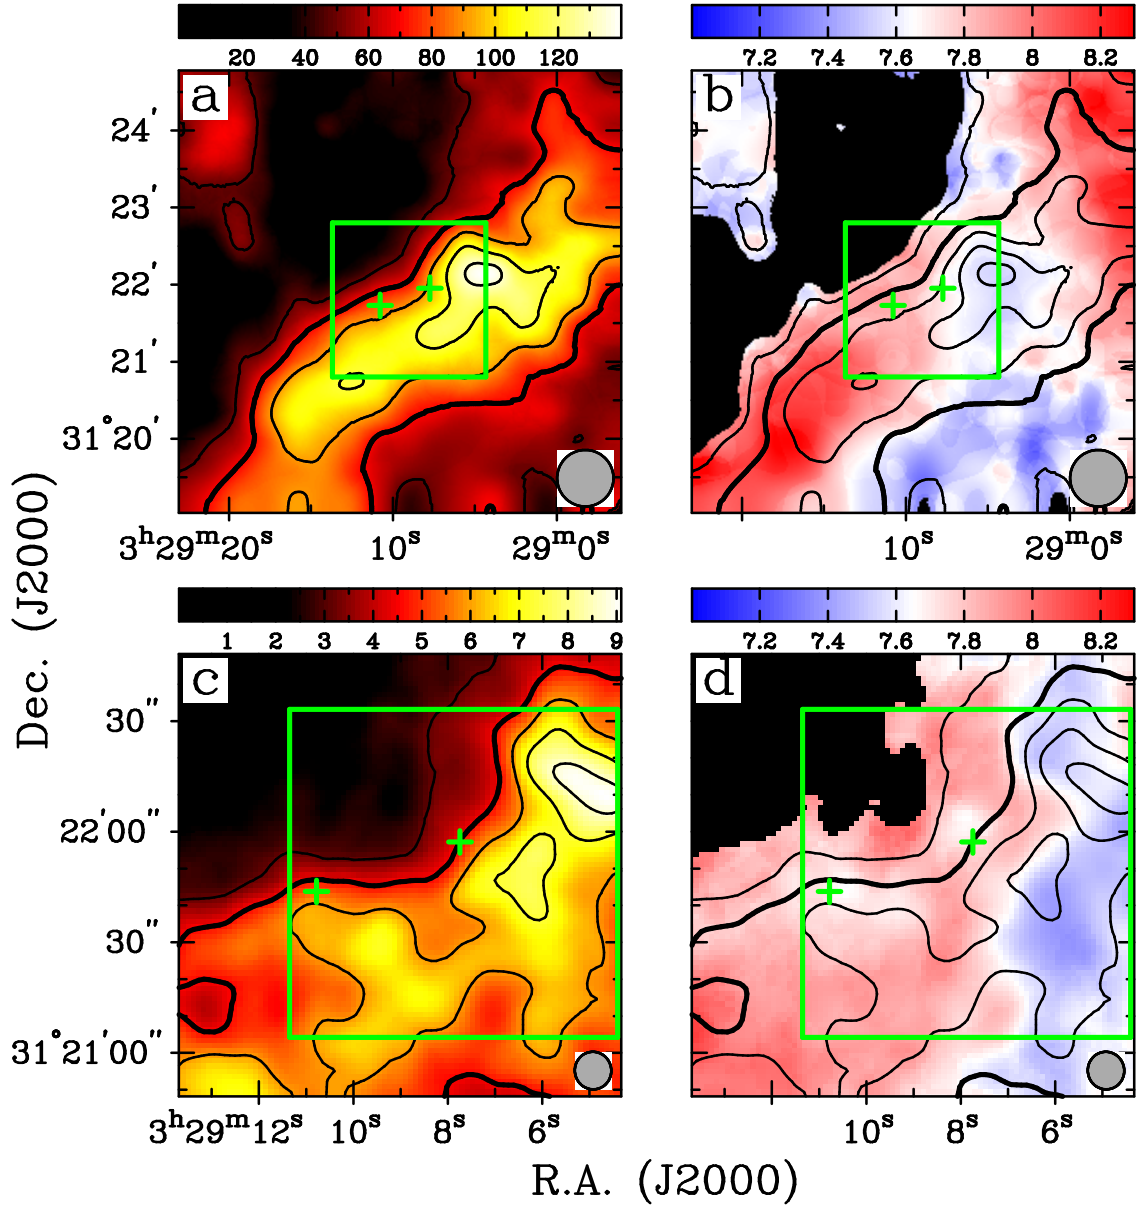 20 40 60 80 100 120
7.2 7.4 7.6 7.8 8 8.2
a
b
24′
23′
22′
21′
31°20′
3ʰ29ᵐ20ˢ 10ˢ 29ᵐ0ˢ
10ˢ 29ᵐ0ˢ
Dec. (J2000)
1 2 3 4 5 6 7 8 9
7.2 7.4 7.6 7.8 8 8.2
c
d
30″
22′00″
30″
31°21′00″
3ʰ29ᵐ12ˢ 10ˢ 8ˢ 6ˢ
10ˢ 8ˢ 6ˢ
R.A. (J2000)